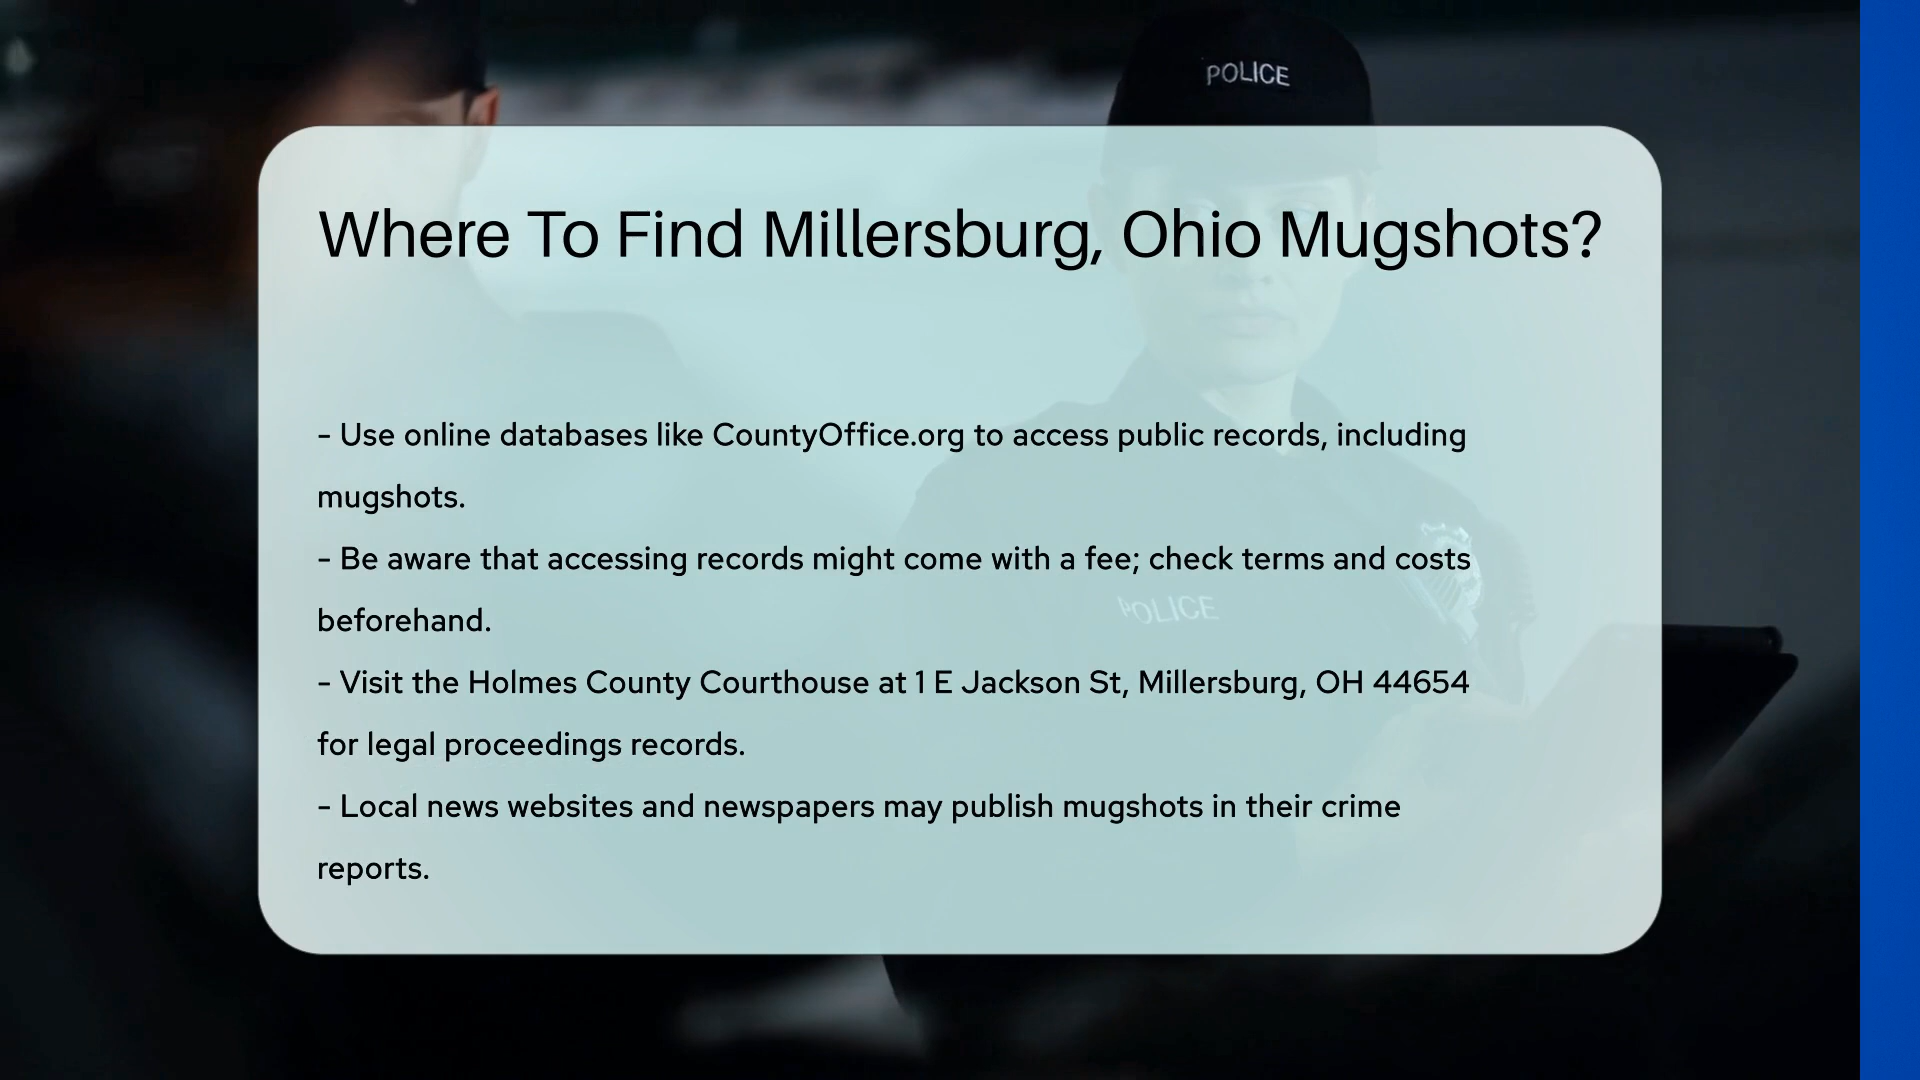 POLICE
Where To Find Millersburg, Ohio Mugshots?
- Use online databases like CountyOffice.org to access public records, including
mugshots.
- Be aware that accessing records might come with a fee; check terms and costs
beforehand.
POLICE
- Visit the Holmes County Courthouse at 1 E Jackson St, Millersburg, OH 44654
for legal proceedings records.
- Local news websites and newspapers may publish mugshots in their crime
reports.